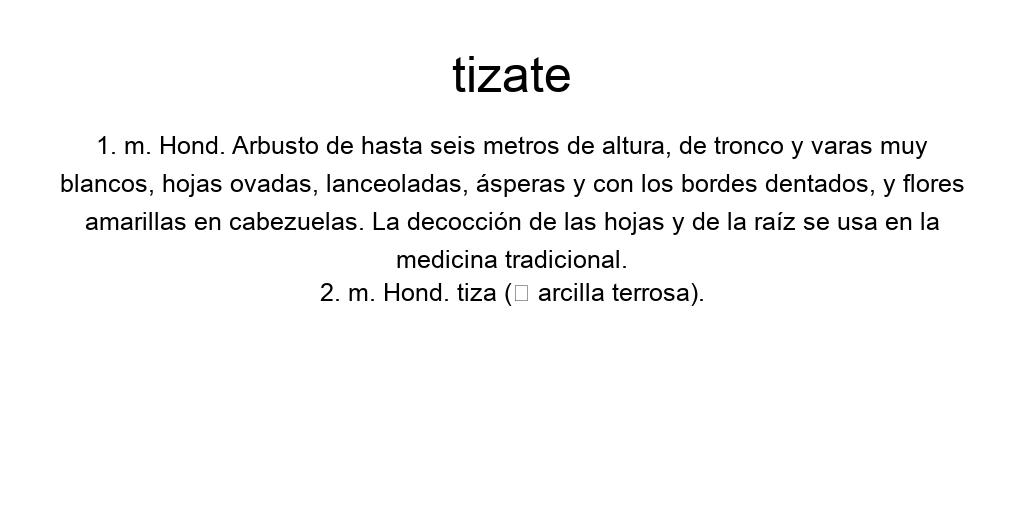 tizate
1. m. Hond. Arbusto de hasta seis metros de altura, de tronco y varas muy
blancos, hojas ovadas, lanceoladas, ásperas y con los bordes dentados, y flores
amarillas en cabezuelas. La decocción de las hojas y de la raíz se usa en la
medicina tradicional.
2. m. Hond. tiza (□ arcilla terrosa).